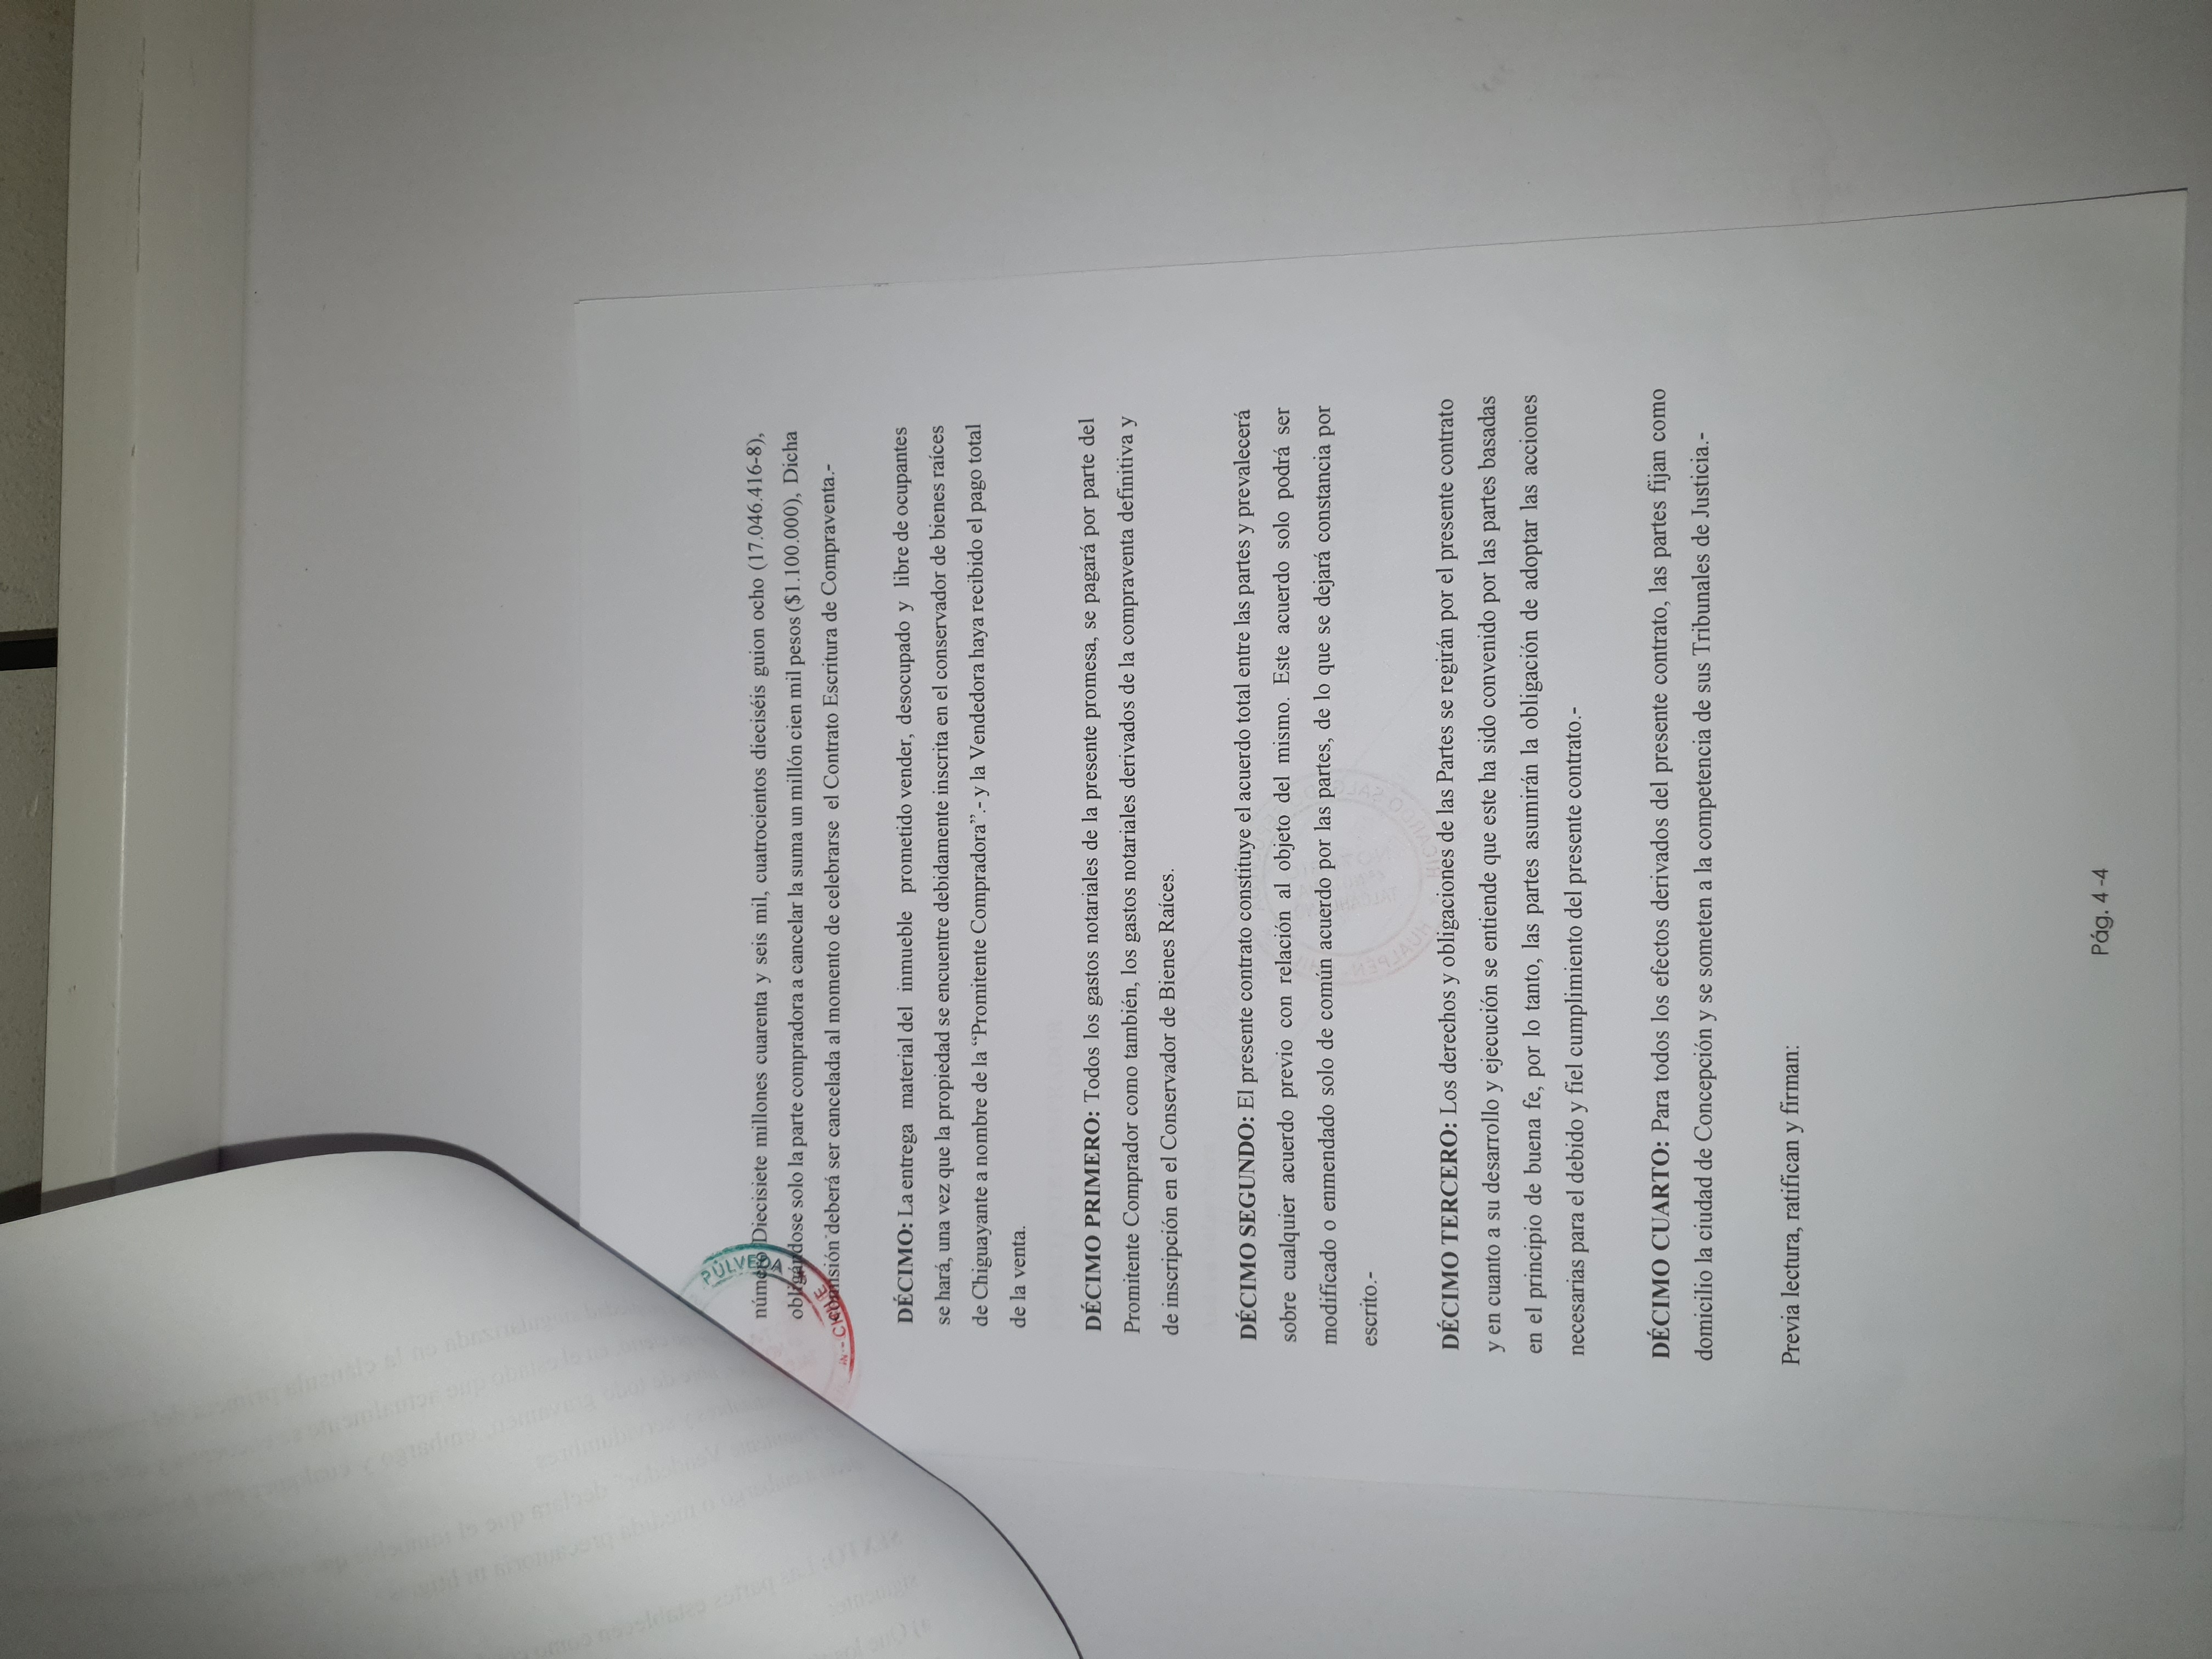 PÚLVEDA
CHILE
número Diecisiete millones cuarenta y seis mil, cuatrocientos dieciséis guion ocho (17.046.416-8),
obligándose solo la parte compradora a cancelar la suma un millón cien mil pesos ($1.100.000), Dicha
comisión deberá ser cancelada al momento de celebrarse el Contrato Escritura de Compraventa.-
DÉCIMO: La entrega material del inmueble prometido vender, desocupado y libre de ocupantes
se hará, una vez que la propiedad se encuentre debidamente inscrita en el conservador de bienes raíces
de Chiguayante a nombre de la “Promitente Compradora”.- y la Vendedora haya recibido el pago total
de la venta.
DÉCIMO PRIMERO: Todos los gastos notariales de la presente promesa, se pagará por parte del
Promitente Comprador como también, los gastos notariales derivados de la compraventa definitiva y
de inscripción en el Conservador de Bienes Raíces.
DÉCIMO SEGUNDO: El presente contrato constituye el acuerdo total entre las partes y prevalecerá
sobre cualquier acuerdo previo con relación al objeto del mismo. Este acuerdo solo podrá ser
modificado o enmendado solo de común acuerdo por las partes, de lo que se dejará constancia por
escrito.-
DÉCIMO TERCERO: Los derechos y obligaciones de las Partes se regirán por el presente contrato
y en cuanto a su desarrollo y ejecución se entiende que este ha sido convenido por las partes basadas
en el principio de buena fe, por lo tanto, las partes asumirán la obligación de adoptar las acciones
necesarias para el debido y fiel cumplimiento del presente contrato.-
DÉCIMO CUARTO: Para todos los efectos derivados del presente contrato, las partes fijan como
domicilio la ciudad de Concepción y se someten a la competencia de sus Tribunales de Justicia.-
Previa lectura, ratifican y firman:
Pág. 4 -4